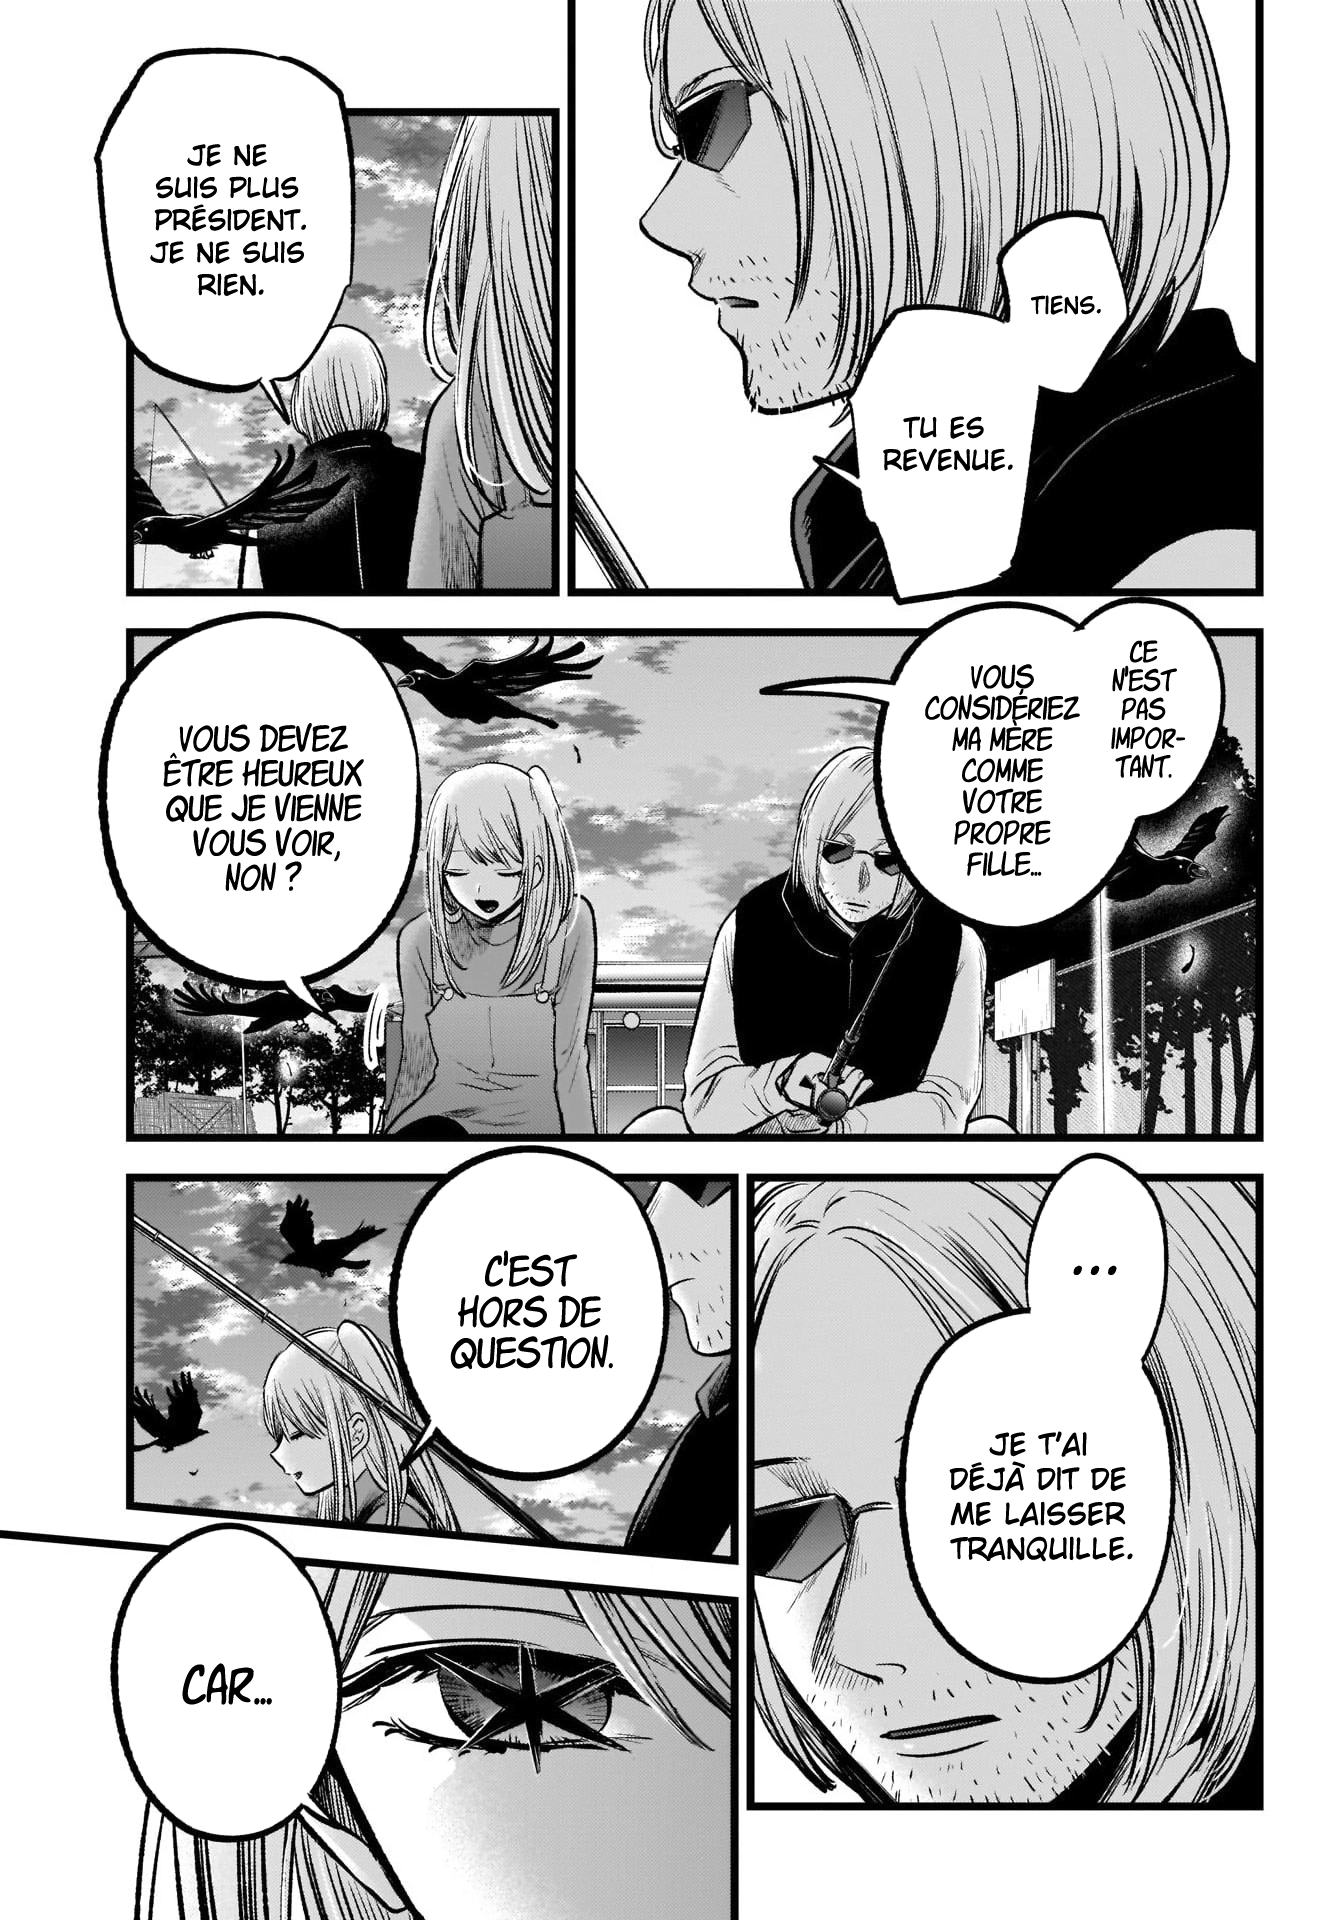 TIENS.
TU ES
REVENUE.
JE NE
SUIS PLUS
PRÉSIDENT.
JE NE SUIS
RIEN.
CE
N'EST
PAS
IMPOR-
TANT.
VOUS
CONSIDÉRIEZ
MA MÈRE
COMME
VOTRE
PROPRE
FILLE...
VOUS DEVEZ
ÊTRE HEUREUX
QUE JE VIENNE
VOUS VOIR,
NON ?
...
JE T'AI
DÉJÀ DIT DE
ME LAISSER
TRANQUILLE.
C'EST
HORS DE
QUESTION.
CAR...